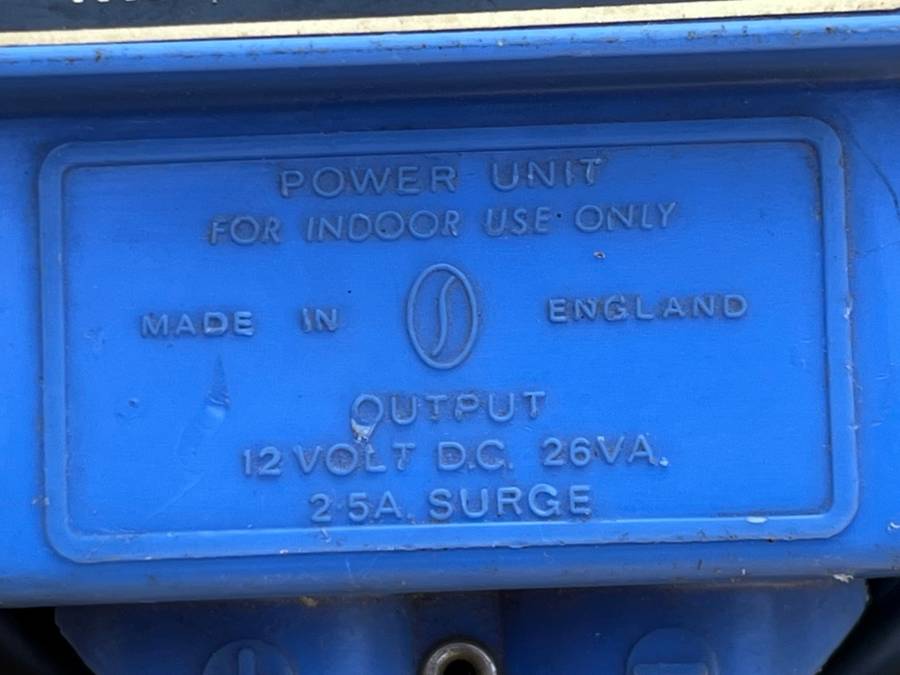 POWER UNIT
FOR INDOOR USE ONLY
MADE IN ENGLAND
OUTPUT
12 VOLT D.C. 26VA.
2·5A. SURGE